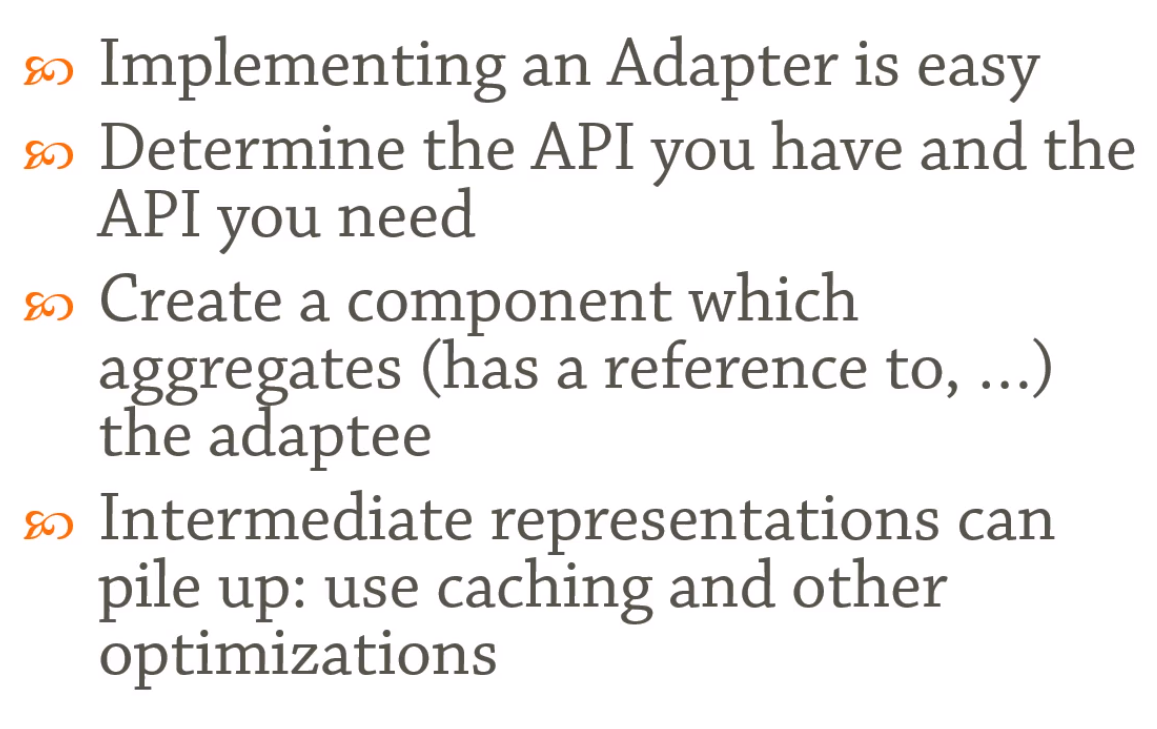 Implementing an Adapter is easy
Determine the API you have and the
API you need
Create a component which
aggregates (has a reference to, ...)
the adaptee
Intermediate representations can
pile up: use caching and other
optimizations